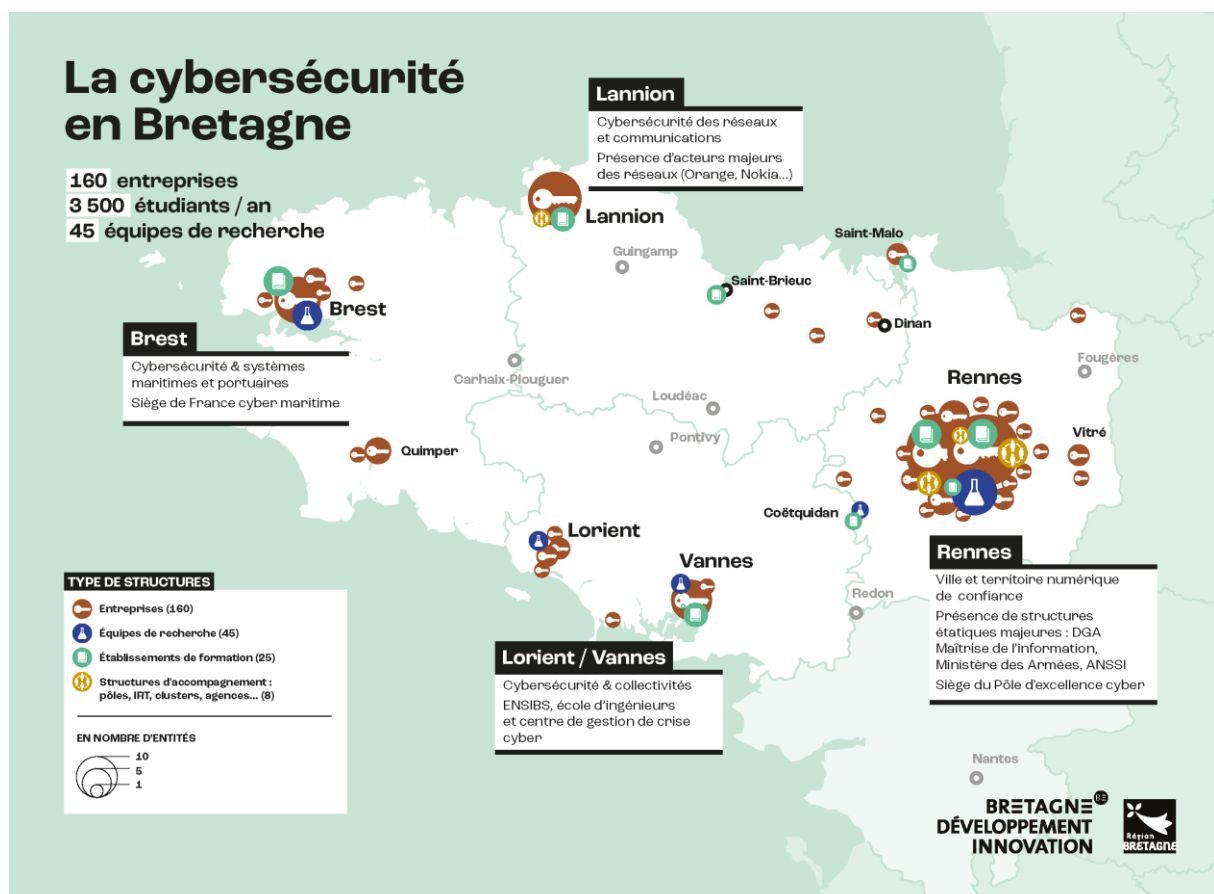 La cybersécurité
en Bretagne
160 entreprises
3 500 étudiants / an
45 équipes de recherche
Lannion
Cybersécurité des réseaux
et communications
Présence d'acteurs majeurs
des réseaux (Orange, Nokia...)
Lannion
Guingamp
Saint-Malo
Saint-Brieuc
Dinan
Brest
Brest
Cybersécurité & systèmes
maritimes et portuaires
Siège de France cyber maritime
Carhaix-Plouguer
Loudéac
Pontivy
Fougères
Rennes
Vitré
Quimper
Coëtquidan
Lorient
Vannes
Redon
Rennes
Ville et territoire numérique
de confiance
Présence de structures
étatiques majeures : DGA
Maîtrise de l'information,
Ministère des Armées, ANSSI
Siège du Pôle d'excellence cyber
Lorient / Vannes
Cybersécurité & collectivités
ENSIBS, école d'ingénieurs
et centre de gestion de crise
cyber
TYPE DE STRUCTURES
Entreprises (160)
Équipes de recherche (45)
Établissements de formation (25)
Structures d'accompagnement :
pôles, IRT, clusters, agences... (8)
EN NOMBRE D'ENTITÉS
10
5
1
Nantes
BRETAGNE
DÉVELOPPEMENT
INNOVATION
Région
BRETAGNE